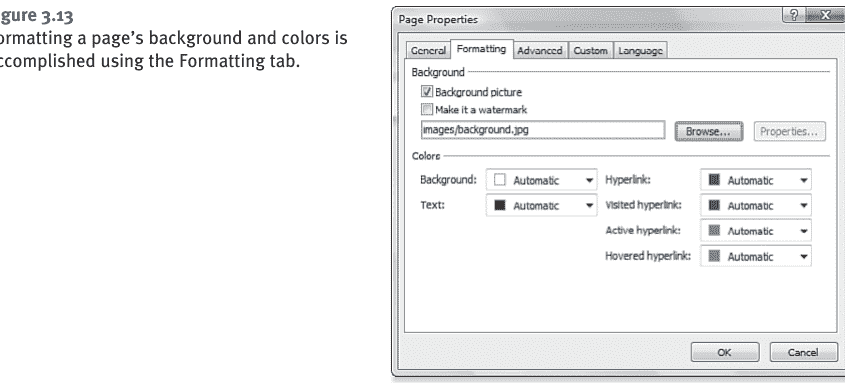 gure 3.13
ormatting a page's background and colors is
ccomplished using the Formatting tab.
Page Properties
General Formatting Advanced Custom Language
Background
Background picture
Make it a watermark
images/background.jpg Browse... Properties...
Colors
Background: Automatic Hyperlink: Automatic
Text: Automatic Visited hyperlink: Automatic
Active hyperlink: Automatic
Hovered hyperlink: Automatic
OK Cancel